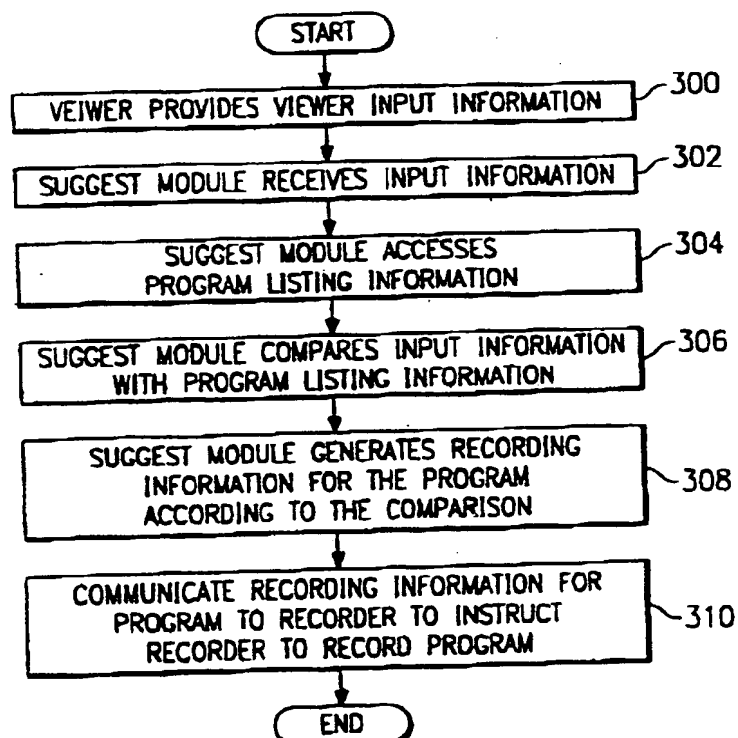 START
VEIWER PROVIDES VIEWER INPUT INFORMATION
300
SUGGEST MODULE RECEIVES INPUT INFORMATION
302
SUGGEST MODULE ACCESSES
PROGRAM LISTING INFORMATION
304
SUGGEST MODULE COMPARES INPUT INFORMATION
WITH PROGRAM LISTING INFORMATION
306
SUGGEST MODULE GENERATES RECORDING
INFORMATION FOR THE PROGRAM
ACCORDING TO THE COMPARISON
308
COMMUNICATE RECORDING INFORMATION FOR
PROGRAM TO RECORDER TO INSTRUCT
RECORDER TO RECORD PROGRAM
310
END